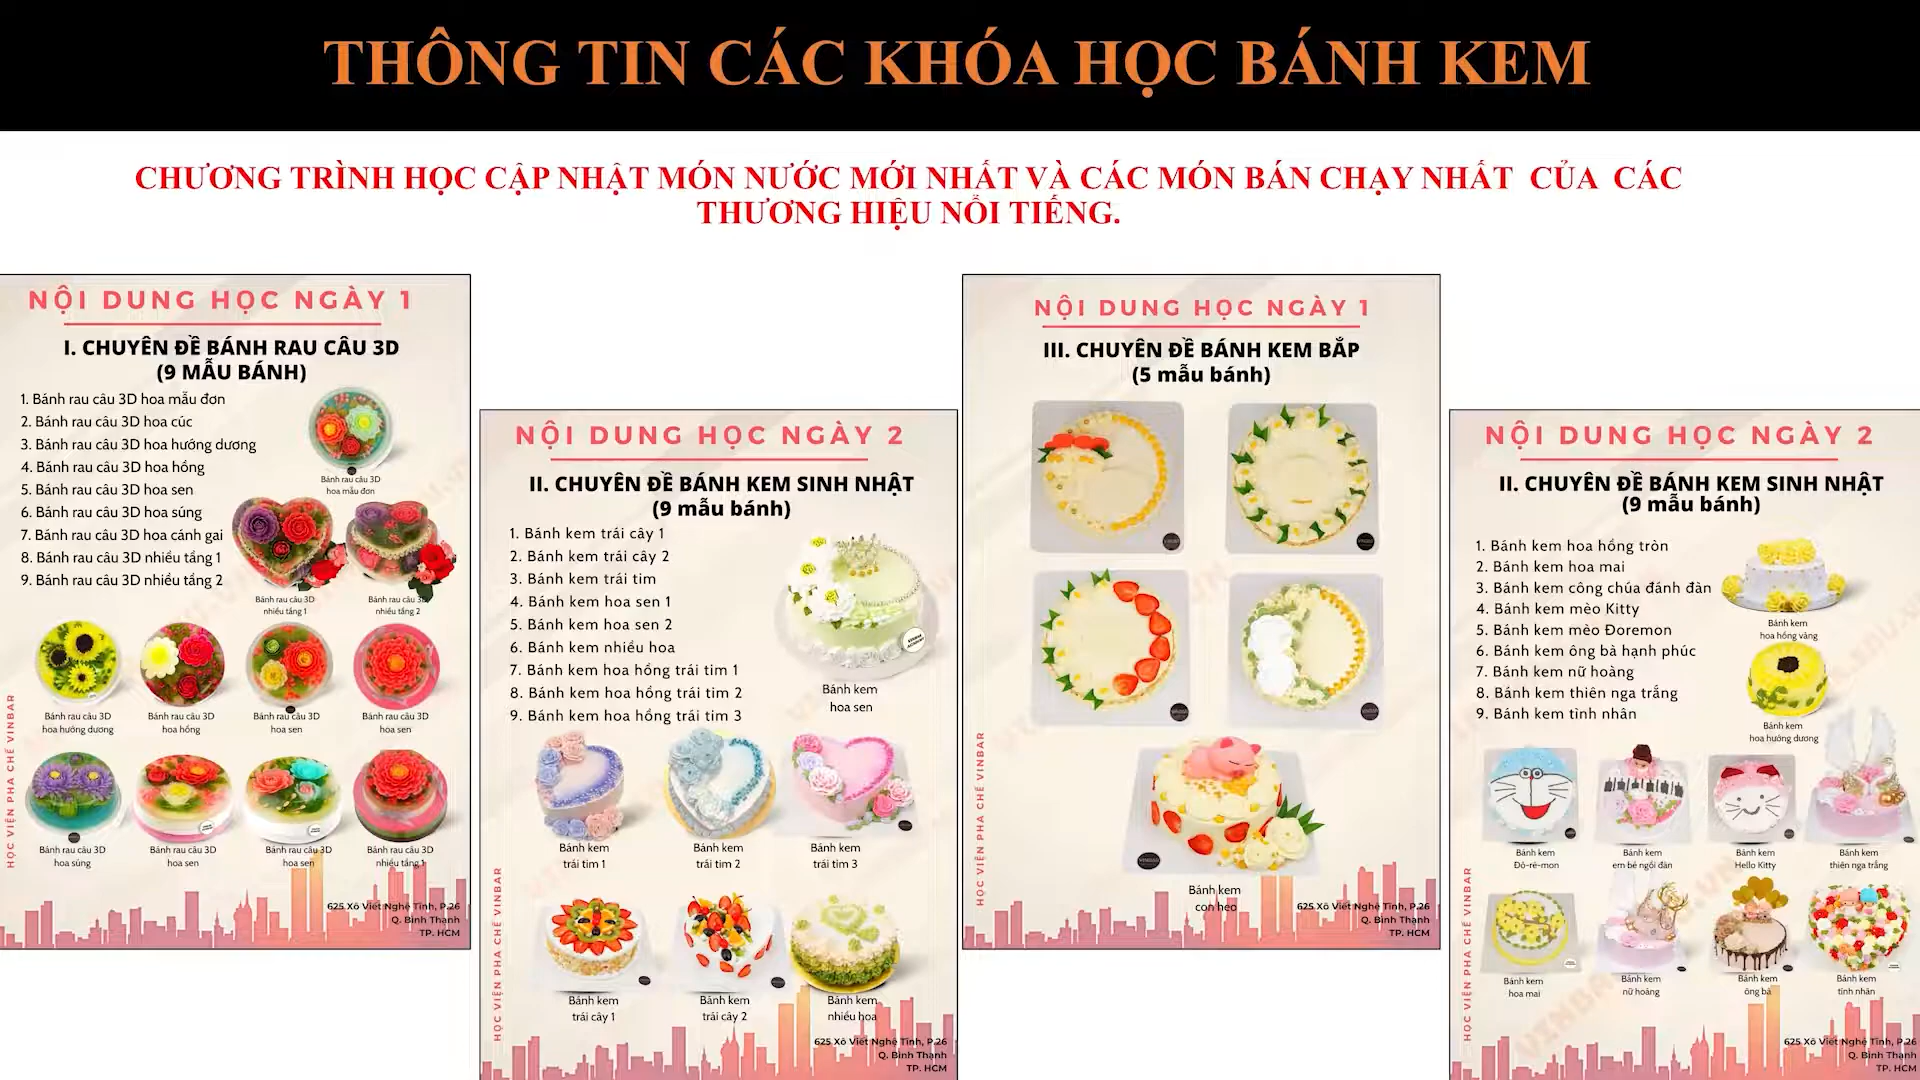 THÔNG TIN CÁC KHÓA HỌC BÁNH KEM
CHƯƠNG TRÌNH HỌC CẬP NHẬT MÓN NƯỚC MỚI NHẤT VÀ CÁC MÓN BÁN CHẠY NHẤT CỦA CÁC
THƯƠNG HIỆU NỔI TIẾNG.
NỘI DUNG HỌC NGÀY 1
I. CHUYÊN ĐỀ BÁNH RAU CÂU 3D
(9 MẪU BÁNH)
1. Bánh rau câu 3D hoa mẫu đơn
2. Bánh rau câu 3D hoa cúc
3. Bánh rau câu 3D hoa hướng dương
4. Bánh rau câu 3D hoa hồng
5. Bánh rau câu 3D hoa sen
6. Bánh rau câu 3D hoa súng
7. Bánh rau câu 3D hoa cánh gai
8. Bánh rau câu 3D nhiều tầng 1
9. Bánh rau câu 3D nhiều tầng 2
Bánh rau câu 3D
hoa mẫu đơn
Bánh rau câu 3D
nhiều tầng 1
Bánh rau câu 3D
nhiều tầng 2
Bánh rau câu 3D
hoa hướng dương
Bánh rau câu 3D
hoa hồng
Bánh rau câu 3D
hoa sen
Bánh rau câu 3D
hoa sen
Bánh rau câu 3D
hoa súng
Bánh rau câu 3D
hoa sen
Bánh rau câu 3D
hoa sen
Bánh rau câu 3D
nhiều tầng 1
HỌC VIỆN PHA CHẾ VINBAR
625 Xô Viết Nghệ Tĩnh, P.26
Q. Bình Thạnh
TP. HCM
NỘI DUNG HỌC NGÀY 2
II. CHUYÊN ĐỀ BÁNH KEM SINH NHẬT
(9 mẫu bánh)
1. Bánh kem trái cây 1
2. Bánh kem trái cây 2
3. Bánh kem trái tim
4. Bánh kem hoa sen 1
5. Bánh kem hoa sen 2
6. Bánh kem nhiều hoa
7. Bánh kem hoa hồng trái tim 1
8. Bánh kem hoa hồng trái tim 2
9. Bánh kem hoa hồng trái tim 3
Bánh kem
hoa sen
Bánh kem
trái tim 1
Bánh kem
trái tim 2
Bánh kem
trái tim 3
Bánh kem
trái cây 1
Bánh kem
trái cây 2
Bánh kem
nhiều hoa
HỌC VIỆN PHA CHẾ VINBAR
625 Xô Viết Nghệ Tĩnh, P.26
Q. Bình Thạnh
TP. HCM
NỘI DUNG HỌC NGÀY 1
III. CHUYÊN ĐỀ BÁNH KEM BẮP
(5 mẫu bánh)
Bánh kem
con heo
HỌC VIỆN PHA CHẾ VINBAR
625 Xô Viết Nghệ Tĩnh, P.26
Q. Bình Thạnh
TP. HCM
NỘI DUNG HỌC NGÀY 2
II. CHUYÊN ĐỀ BÁNH KEM SINH NHẬT
(9 mẫu bánh)
1. Bánh kem hoa hồng tròn
2. Bánh kem hoa mai
3. Bánh kem công chúa đánh đàn
4. Bánh kem mèo Kitty
5. Bánh kem mèo Đoremon
6. Bánh kem ông bà hạnh phúc
7. Bánh kem nữ hoàng
8. Bánh kem thiên nga trắng
9. Bánh kem tình nhân
Bánh kem
hoa hồng vàng
Bánh kem
hoa hướng dương
Bánh kem
Đô-rê-mon
Bánh kem
em bé ngồi đàn
Bánh kem
Hello Kitty
Bánh kem
thiên nga trắng
Bánh kem
hoa mai
Bánh kem
nữ hoàng
Bánh kem
ông bà
Bánh kem
tình nhân
HỌC VIỆN PHA CHẾ VINBAR
625 Xô Viết Nghệ Tĩnh, P.26
Q. Bình Thạnh
TP. HCM